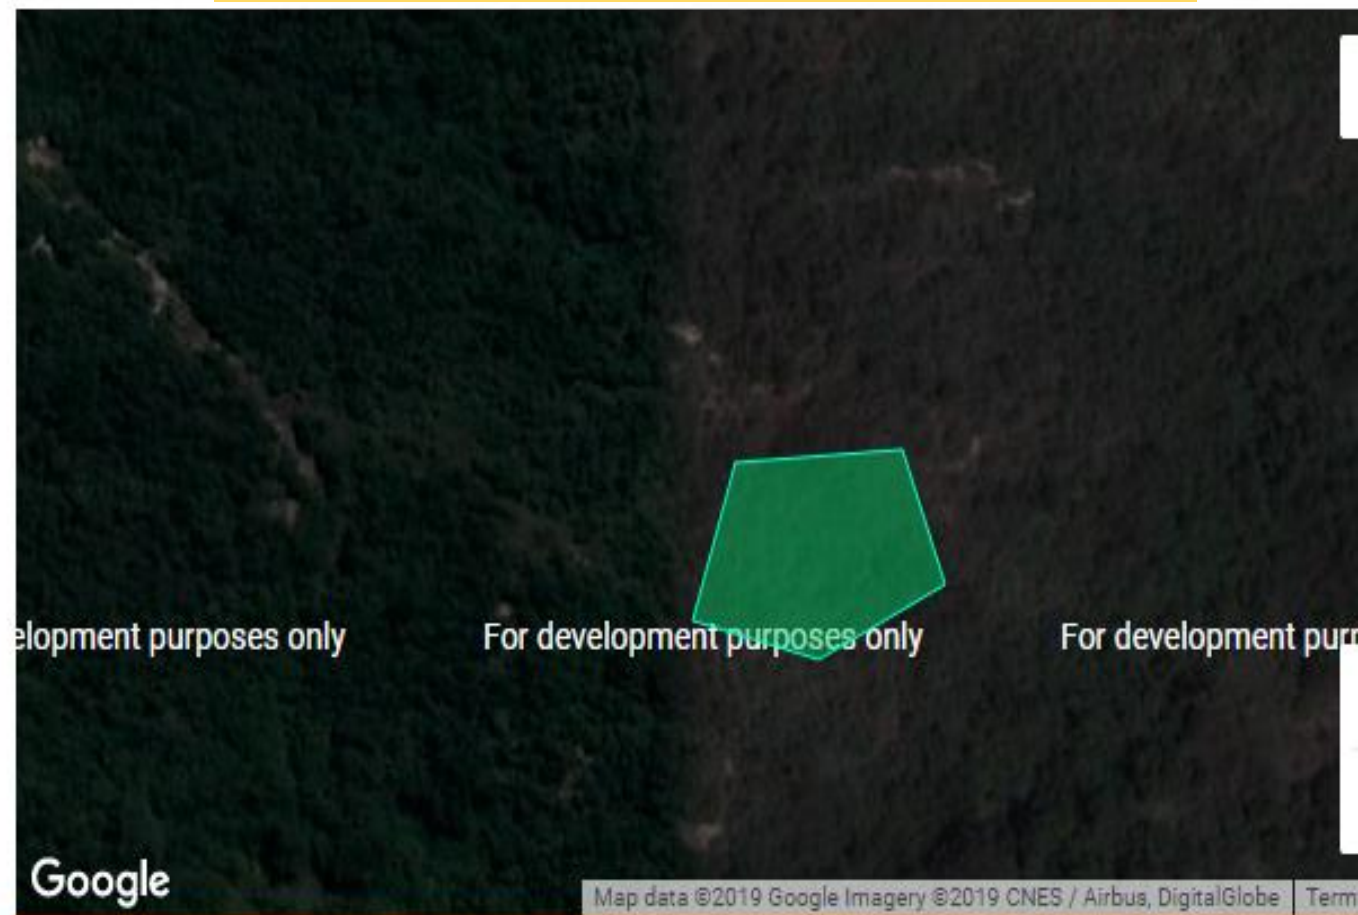 elopment purposes only
For development purposes only
For development purp
Google
Map data ©2019 Google Imagery ©2019 CNES / Airbus, DigitalGlobe
Term